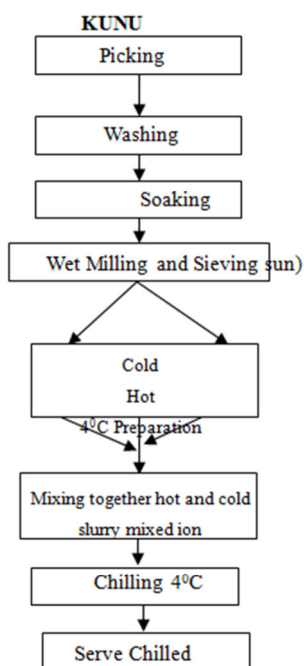 KUNU
Picking
Washing
Soaking
Wet Milling and Sieving sun)
Cold
Hot
4⁰C Preparation
Mixing together hot and cold
slurry mixed ion
Chilling 4⁰C
Serve Chilled